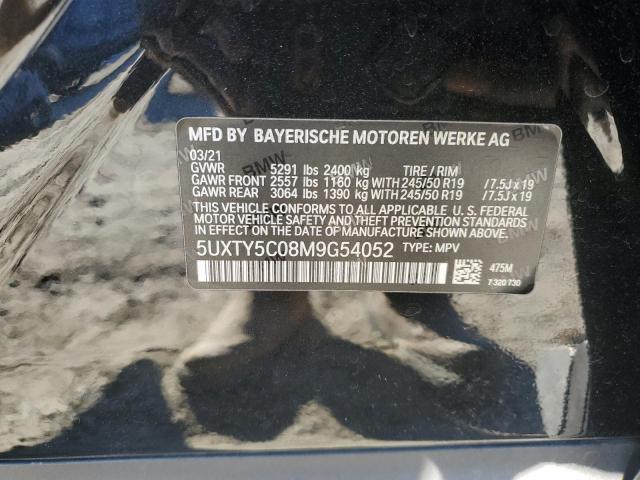 MFD BY BAYERISCHE MOTOREN WERKE AG
03/21
GVWR 5291 lbs 2400 kg TIRE / RIM
GAWR FRONT 2557 lbs 1160 kg WITH 245/50 R19 / 7.5J x 19
GAWR REAR 3064 lbs 1390 kg WITH 245/50 R19 / 7.5J x 19
THIS VEHICLE CONFORMS TO ALL APPLICABLE U. S. FEDERAL
MOTOR VEHICLE SAFETY AND THEFT PREVENTION STANDARDS
IN EFFECT ON THE DATE OF MANUFACTURE SHOWN ABOVE.
5UXTY5C08M9G54052 TYPE: MPV
475M
7 320 730